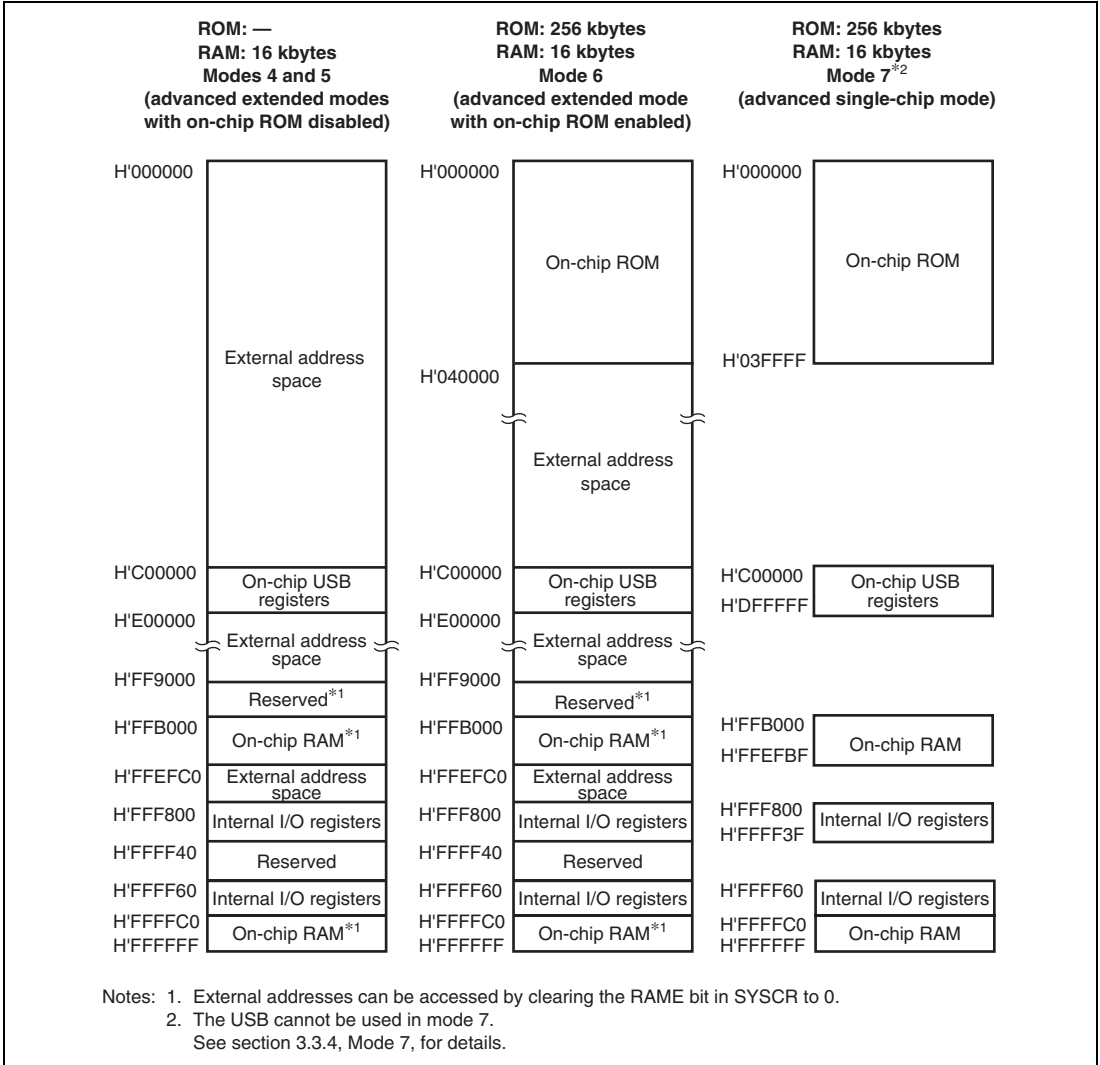 ROM: —
RAM: 16 kbytes
Modes 4 and 5
(advanced extended modes
with on-chip ROM disabled)
ROM: 256 kbytes
RAM: 16 kbytes
Mode 6
(advanced extended mode
with on-chip ROM enabled)
ROM: 256 kbytes
RAM: 16 kbytes
Mode 7*2
(advanced single-chip mode)
H'000000
External address
space
H'C00000
On-chip USB
registers
H'E00000
External address
space
H'FF9000
Reserved*1
H'FFB000
On-chip RAM*1
H'FFEFC0
External address
space
H'FFF800
Internal I/O registers
H'FFFF40
Reserved
H'FFFF60
Internal I/O registers
H'FFFFC0
On-chip RAM*1
H'FFFFFF
H'000000
On-chip ROM
H'040000
External address
space
H'C00000
On-chip USB
registers
H'E00000
External address
space
H'FF9000
Reserved*1
H'FFB000
On-chip RAM*1
H'FFEFC0
External address
space
H'FFF800
Internal I/O registers
H'FFFF40
Reserved
H'FFFF60
Internal I/O registers
H'FFFFC0
On-chip RAM*1
H'FFFFFF
H'000000
On-chip ROM
H'03FFFF
H'C00000
On-chip USB
registers
H'DFFFFF
H'FFB000
On-chip RAM
H'FFEFBF
H'FFF800
Internal I/O registers
H'FFFF3F
H'FFFF60
Internal I/O registers
H'FFFFC0
On-chip RAM
H'FFFFFF
Notes: 1. External addresses can be accessed by clearing the RAME bit in SYSCR to 0.
2. The USB cannot be used in mode 7.
See section 3.3.4, Mode 7, for details.